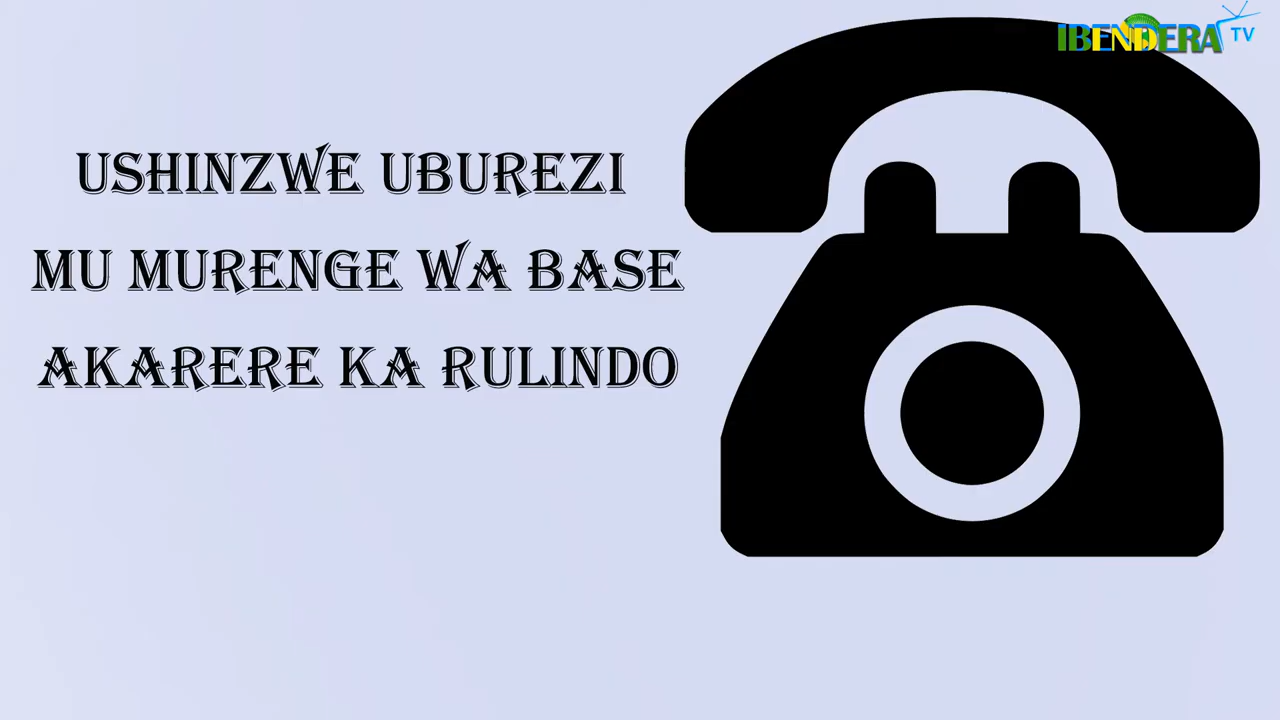 IBENDERA TV
USHINZWE UBUREZI
MU MURENGE WA BASE
AKARERE KA RULINDO